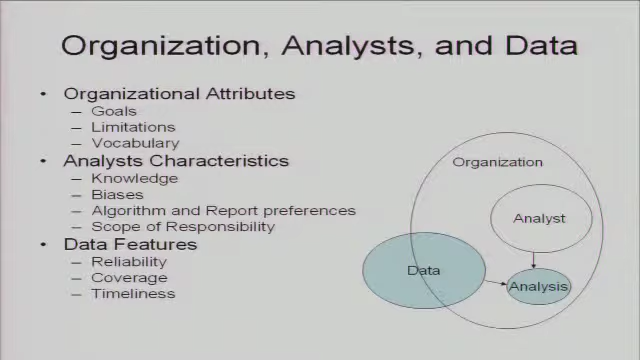 Organization, Analysts, and Data
• Organizational Attributes
– Goals
– Limitations
– Vocabulary
• Analysts Characteristics
– Knowledge
– Biases
– Algorithm and Report preferences
– Scope of Responsibility
• Data Features
– Reliability
– Coverage
– Timeliness
Organization
Analyst
Data
Analysis